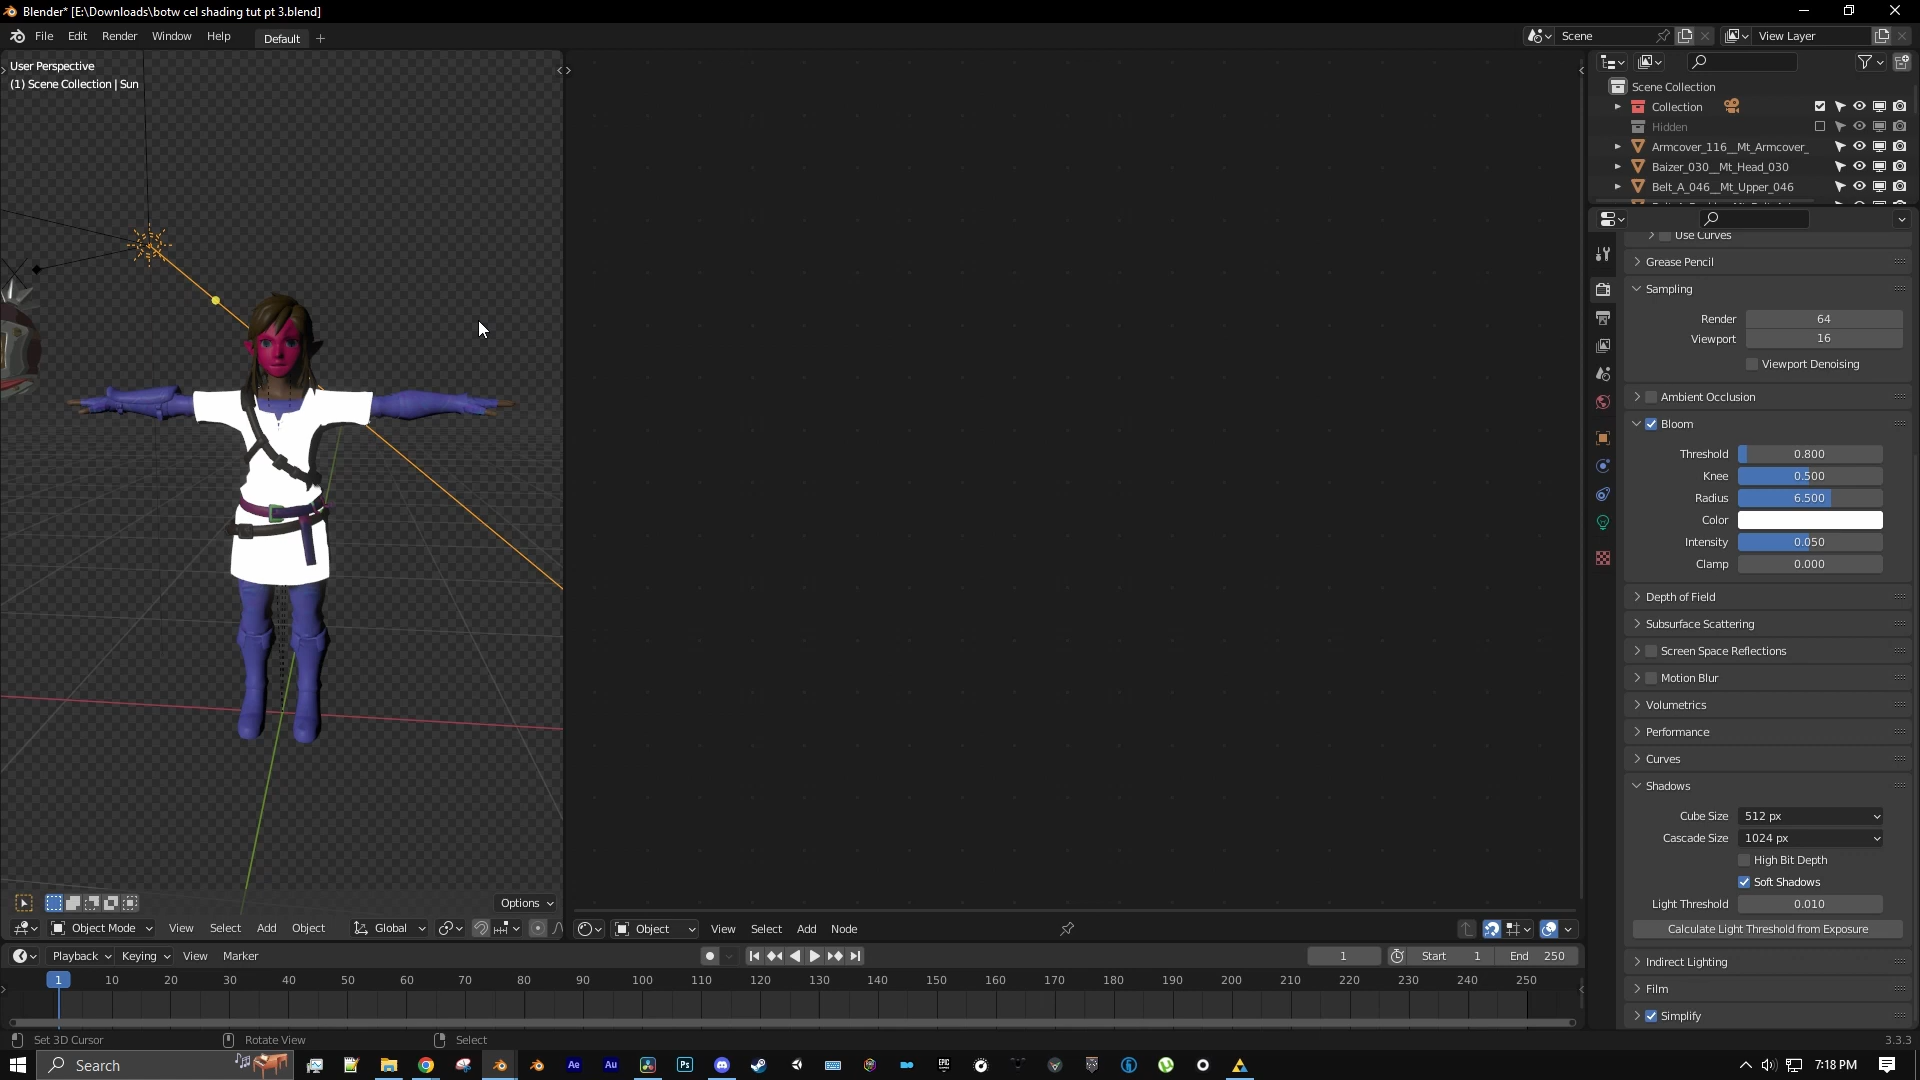 Blender* [E:\Downloads\botw cel shading tut pt 3.blend]
File Edit Render Window Help Default
Scene View Layer
User Perspective
(1) Scene Collection | Sun
Scene Collection
Collection
Hidden
Armcover_116__Mt_Armcover_
Baizer_030__Mt_Head_030
Belt_A_046__Mt_Upper_046
Use Curves
Grease Pencil
Sampling
Render 64
Viewport 16
Viewport Denoising
Ambient Occlusion
Bloom
Threshold 0.800
Knee 0.500
Radius 6.500
Color
Intensity 0.050
Clamp 0.000
Depth of Field
Subsurface Scattering
Screen Space Reflections
Motion Blur
Volumetrics
Performance
Curves
Shadows
Cube Size 512 px
Cascade Size 1024 px
High Bit Depth
Soft Shadows
Light Threshold 0.010
Calculate Light Threshold from Exposure
Indirect Lighting
Film
Simplify
Options
Object Mode View Select Add Object Global
Object View Select Add Node
Playback Keying View Marker
1 Start 1 End 250
1 10 20 30 40 50 60 70 80 90 100 110 120 130 140 150 160 170 180 190 200 210 220 230 240 250
Set 3D Cursor Rotate View Select
3.3.3
Search
Ae Au Ps
EPIC
7:18 PM